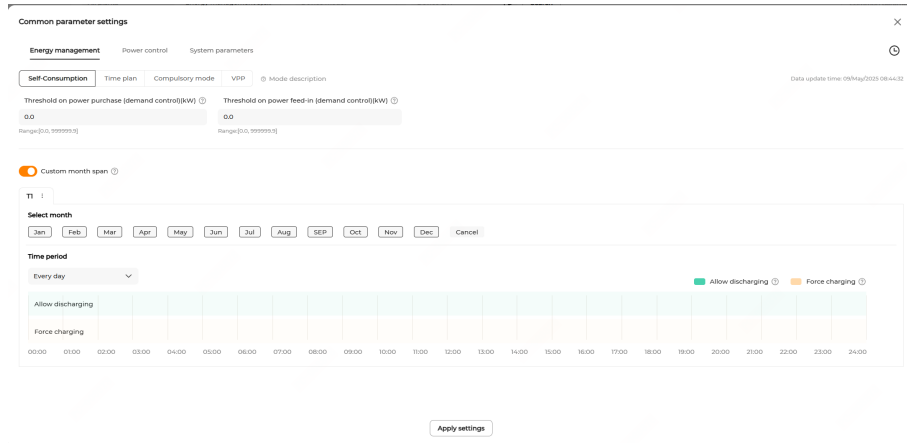 Common parameter settings
Energy management Power control System parameters
Self-Consumption Time plan Compulsory mode VPP Mode description Data update time: 09/May/2025 08:44:32
Threshold on power purchase (demand control)(kW) Threshold on power feed-in (demand control)(kW)
0.0 0.0
Range:[0.0, 999999.9] Range:[0.0, 999999.9]
Custom month span
T1
Select month
Jan Feb Mar Apr May Jun Jul Aug SEP Oct Nov Dec Cancel
Time period
Every day
Allow discharging Force charging
Allow discharging
Force charging
00:00 01:00 02:00 03:00 04:00 05:00 06:00 07:00 08:00 09:00 10:00 11:00 12:00 13:00 14:00 15:00 16:00 17:00 18:00 19:00 20:00 21:00 22:00 23:00 24:00
Apply settings